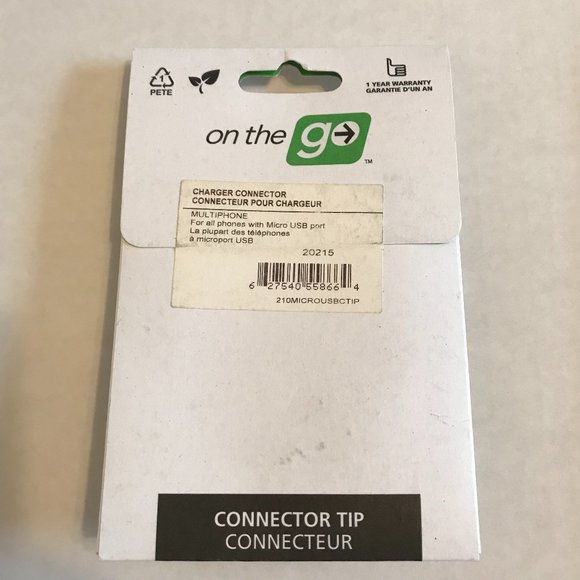 1
PETE
1 YEAR WARRANTY
GARANTIE D'UN AN
on the go
TM
CHARGER CONNECTOR
CONNECTEUR POUR CHARGEUR
MULTIPHONE
For all phones with Micro USB port
La plupart des téléphones
à microport USB
20215
6 27540 55866 4
210MICROUSBCTIP
CONNECTOR TIP
CONNECTEUR